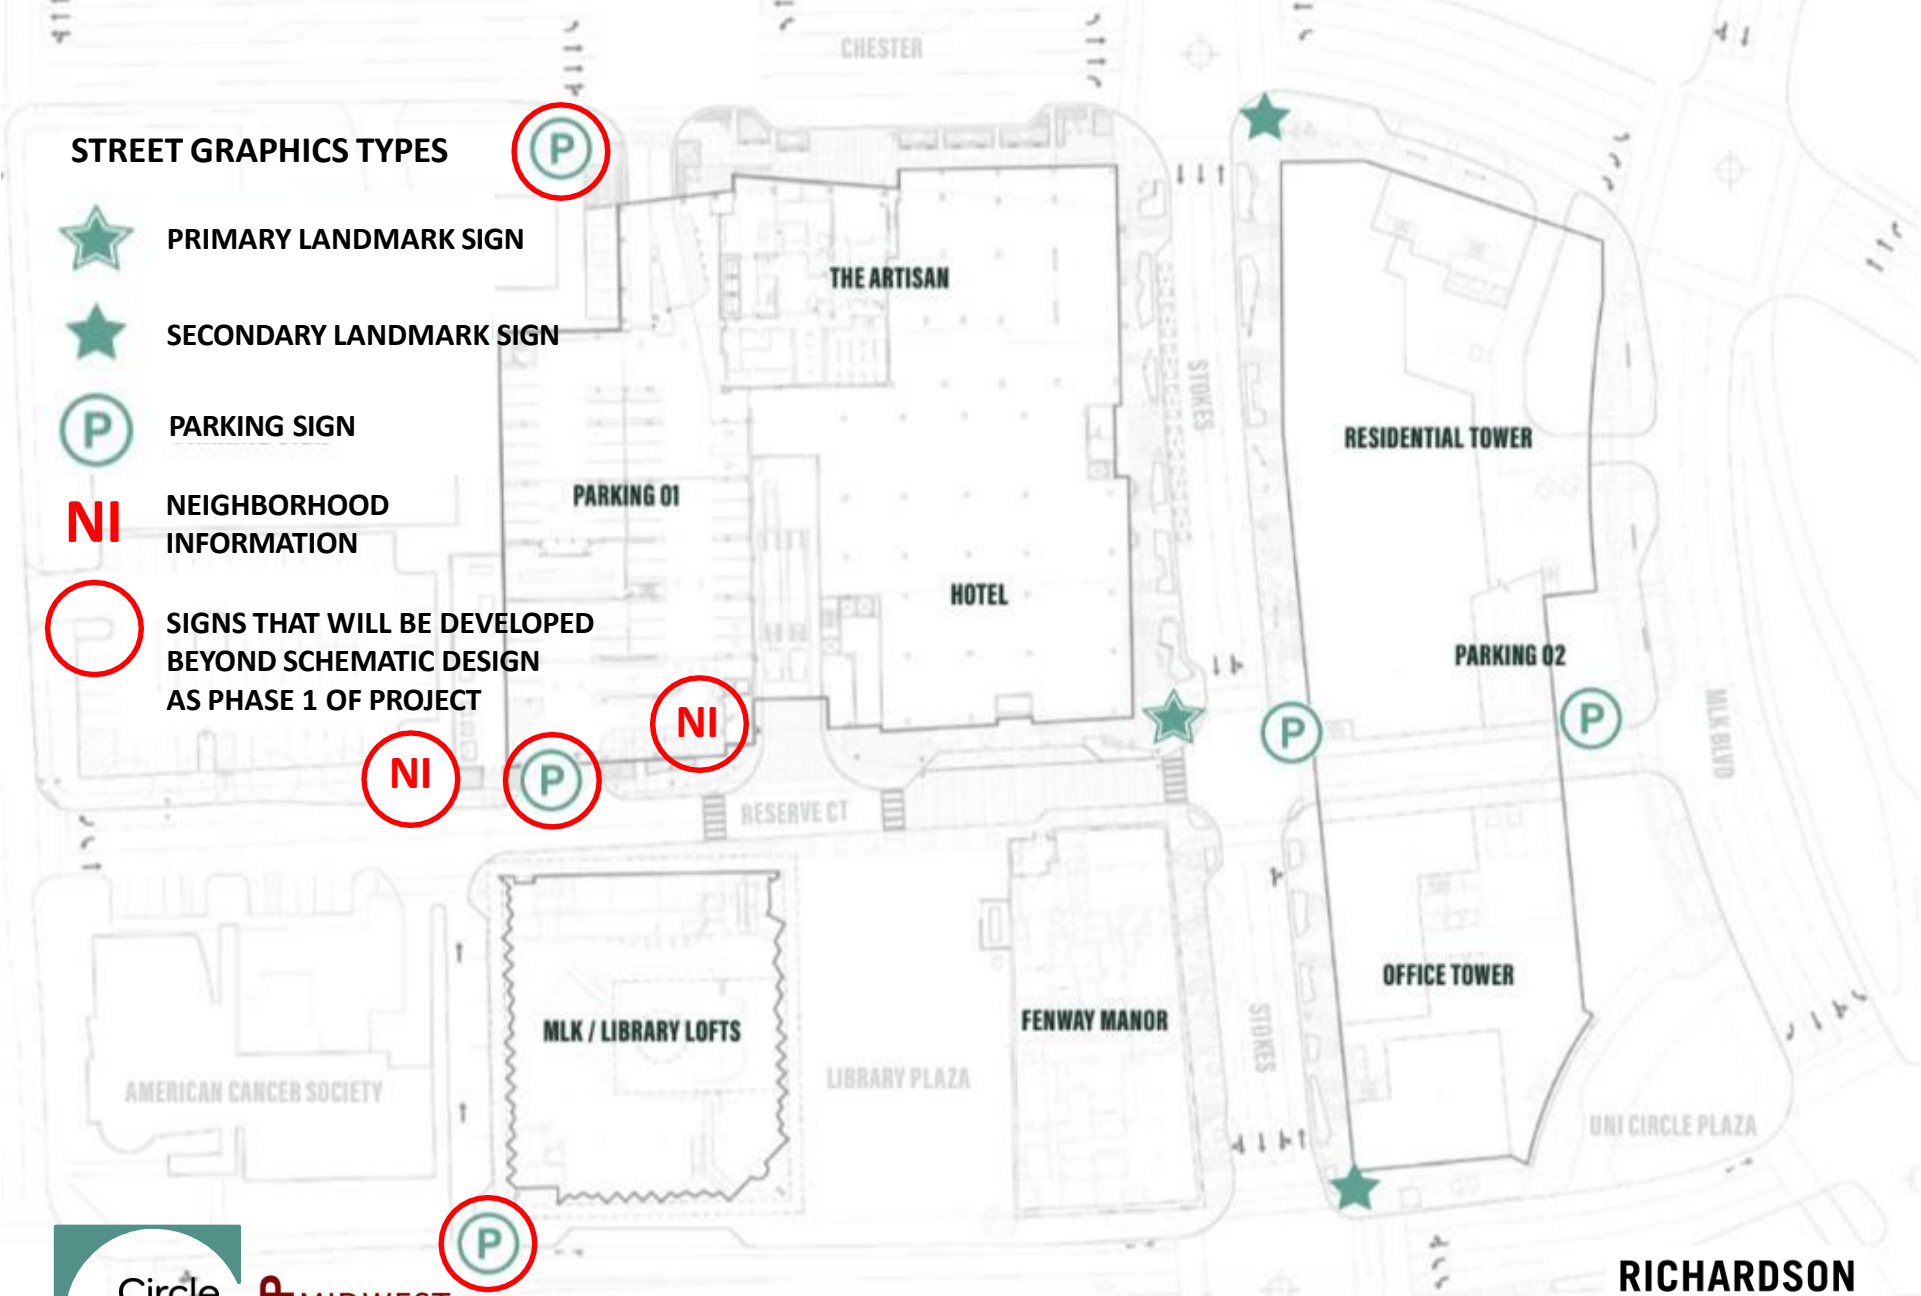 CHESTER
STREET GRAPHICS TYPES
P
PRIMARY LANDMARK SIGN
SECONDARY LANDMARK SIGN
P
PARKING SIGN
NI
NEIGHBORHOOD
INFORMATION
SIGNS THAT WILL BE DEVELOPED
BEYOND SCHEMATIC DESIGN
AS PHASE 1 OF PROJECT
THE ARTISAN
STOKES
RESIDENTIAL TOWER
PARKING 01
HOTEL
PARKING 02
NI
P
P
MLK BLVD
NI
P
RESERVE CT
OFFICE TOWER
MLK / LIBRARY LOFTS
FENWAY MANOR
STOKES
LIBRARY PLAZA
AMERICAN CANCER SOCIETY
UNI CIRCLE PLAZA
P
Circle
MIDWEST
RICHARDSON